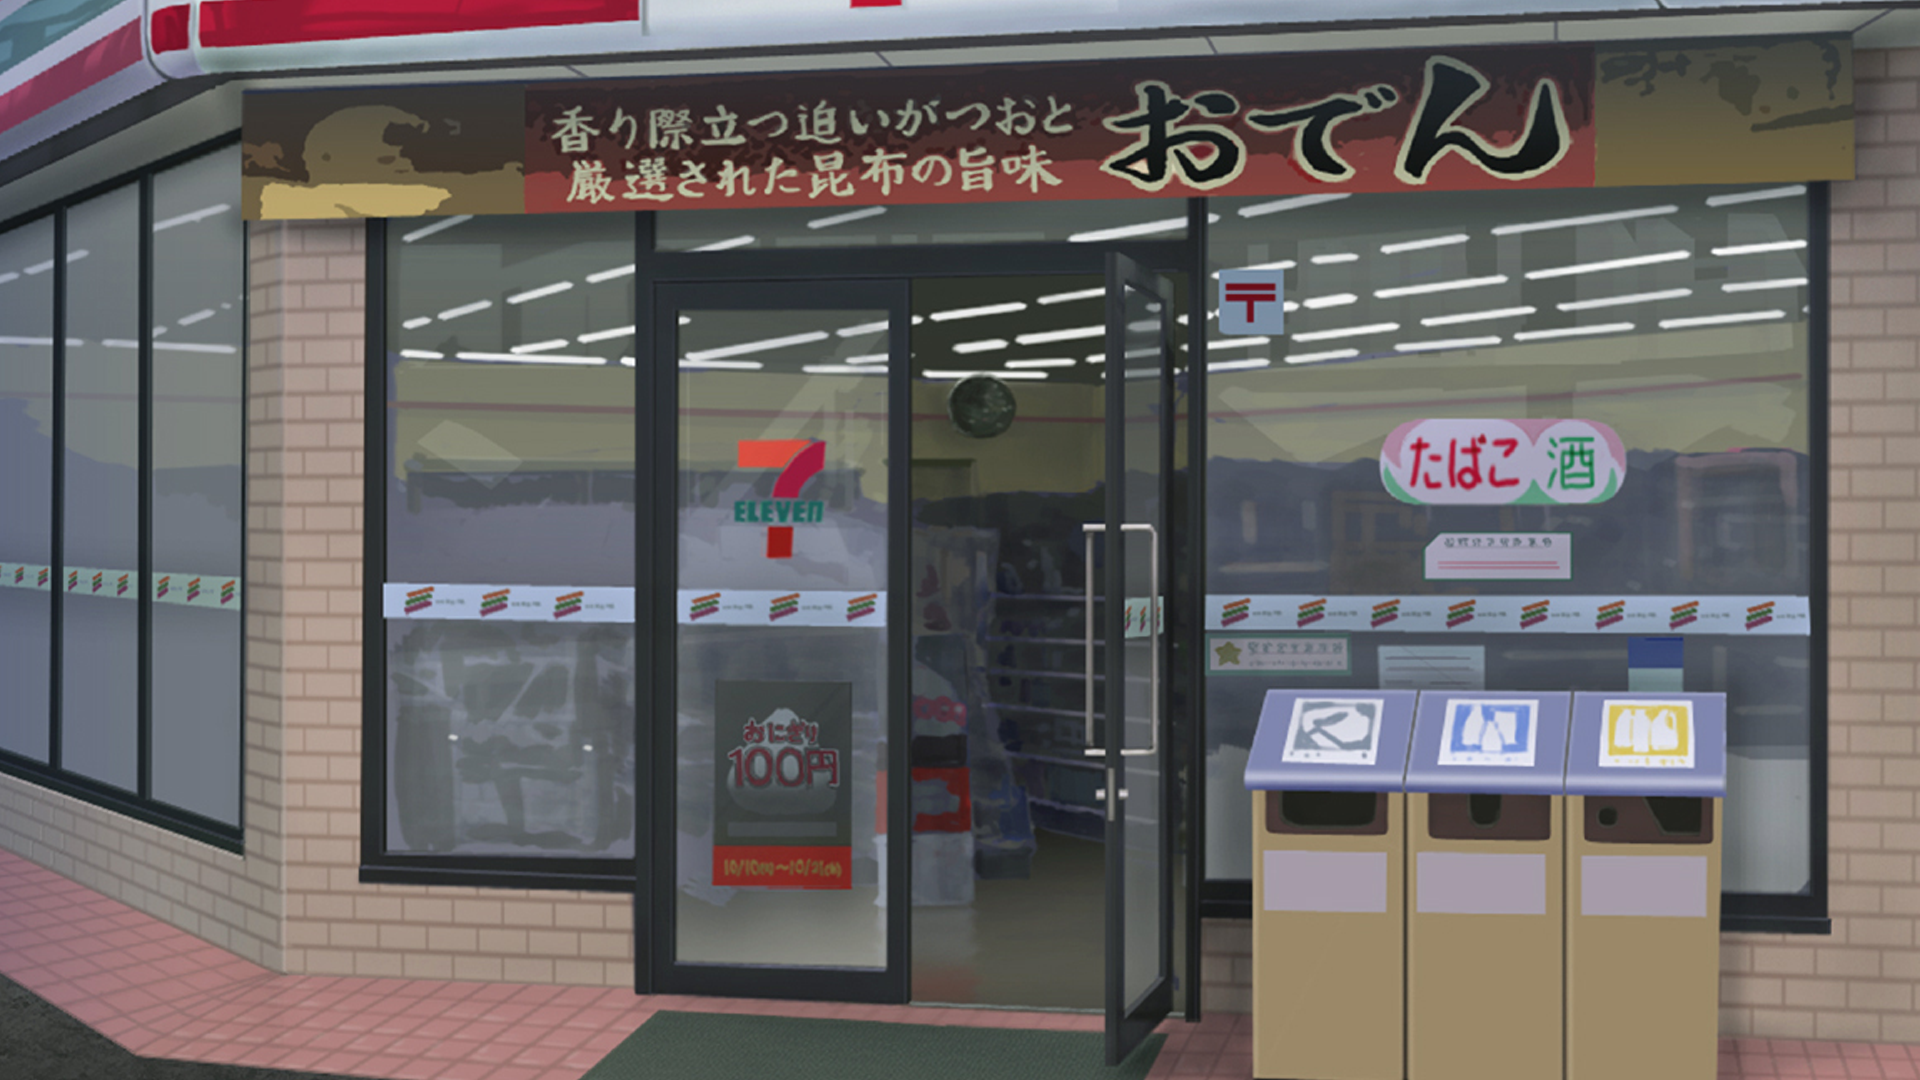 香り際立つ追いがつおと
厳選された昆布の旨味
おでん
〒
7
ELEVEn
たばこ 酒
おにぎり
100円